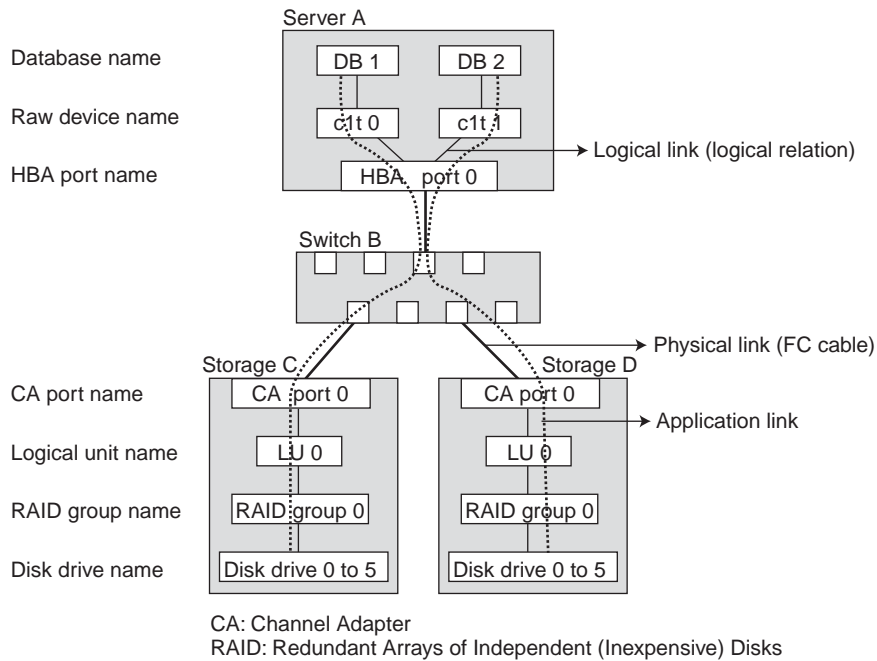 Server A
Database name
DB 1
DB 2
Raw device name
c1t 0
c1t 1
Logical link (logical relation)
HBA port name
HBA port 0
Switch B
Physical link (FC cable)
Storage C
Storage D
CA port name
CA port 0
CA port 0
Application link
Logical unit name
LU 0
LU 0
RAID group name
RAID group 0
RAID group 0
Disk drive name
Disk drive 0 to 5
Disk drive 0 to 5
CA: Channel Adapter
RAID: Redundant Arrays of Independent (Inexpensive) Disks